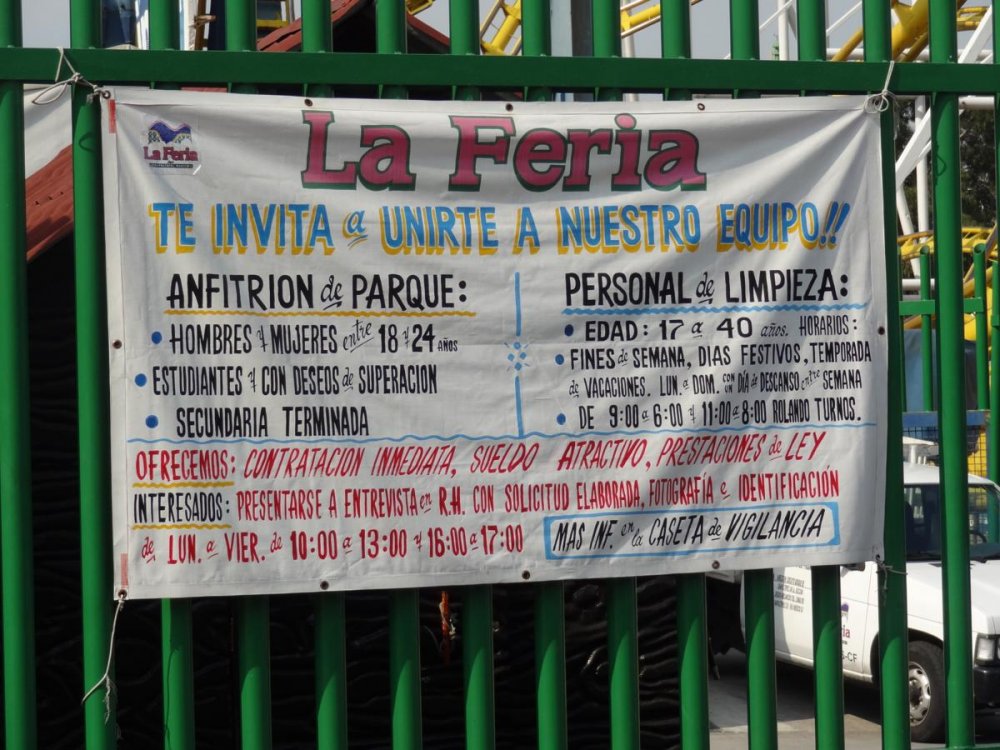 La Feria
La Feria
TE INVITA a UNIRTE A NUESTRO EQUIPO!!
ANFITRION de PARQUE:
• HOMBRES Y MUJERES entre 18 y 24 AÑOS
• ESTUDIANTES y CON DESEOS de SUPERACION
• SECUNDARIA TERMINADA
PERSONAL de LIMPIEZA:
• EDAD: 17 a 40 años. HORARIOS:
• FINES de SEMANA, DIAS FESTIVOS, TEMPORADA
de VACACIONES. LUN. a DOM. CON UN DÍA de DESCANSO entre SEMANA
• DE 9:00 a 6:00 y 11:00 a 8:00 ROLANDO TURNOS.
OFRECEMOS: CONTRATACION INMEDIATA, SUELDO ATRACTIVO, PRESTACIONES de LEY
INTERESADOS: PRESENTARSE A ENTREVISTA en R.H. CON SOLICITUD ELABORADA, FOTOGRAFÍA e IDENTIFICACIÓN
de LUN. a VIER. de 10:00 a 13:00 y 16:00 a 17:00
MAS INF. en la CASETA de VIGILANCIA